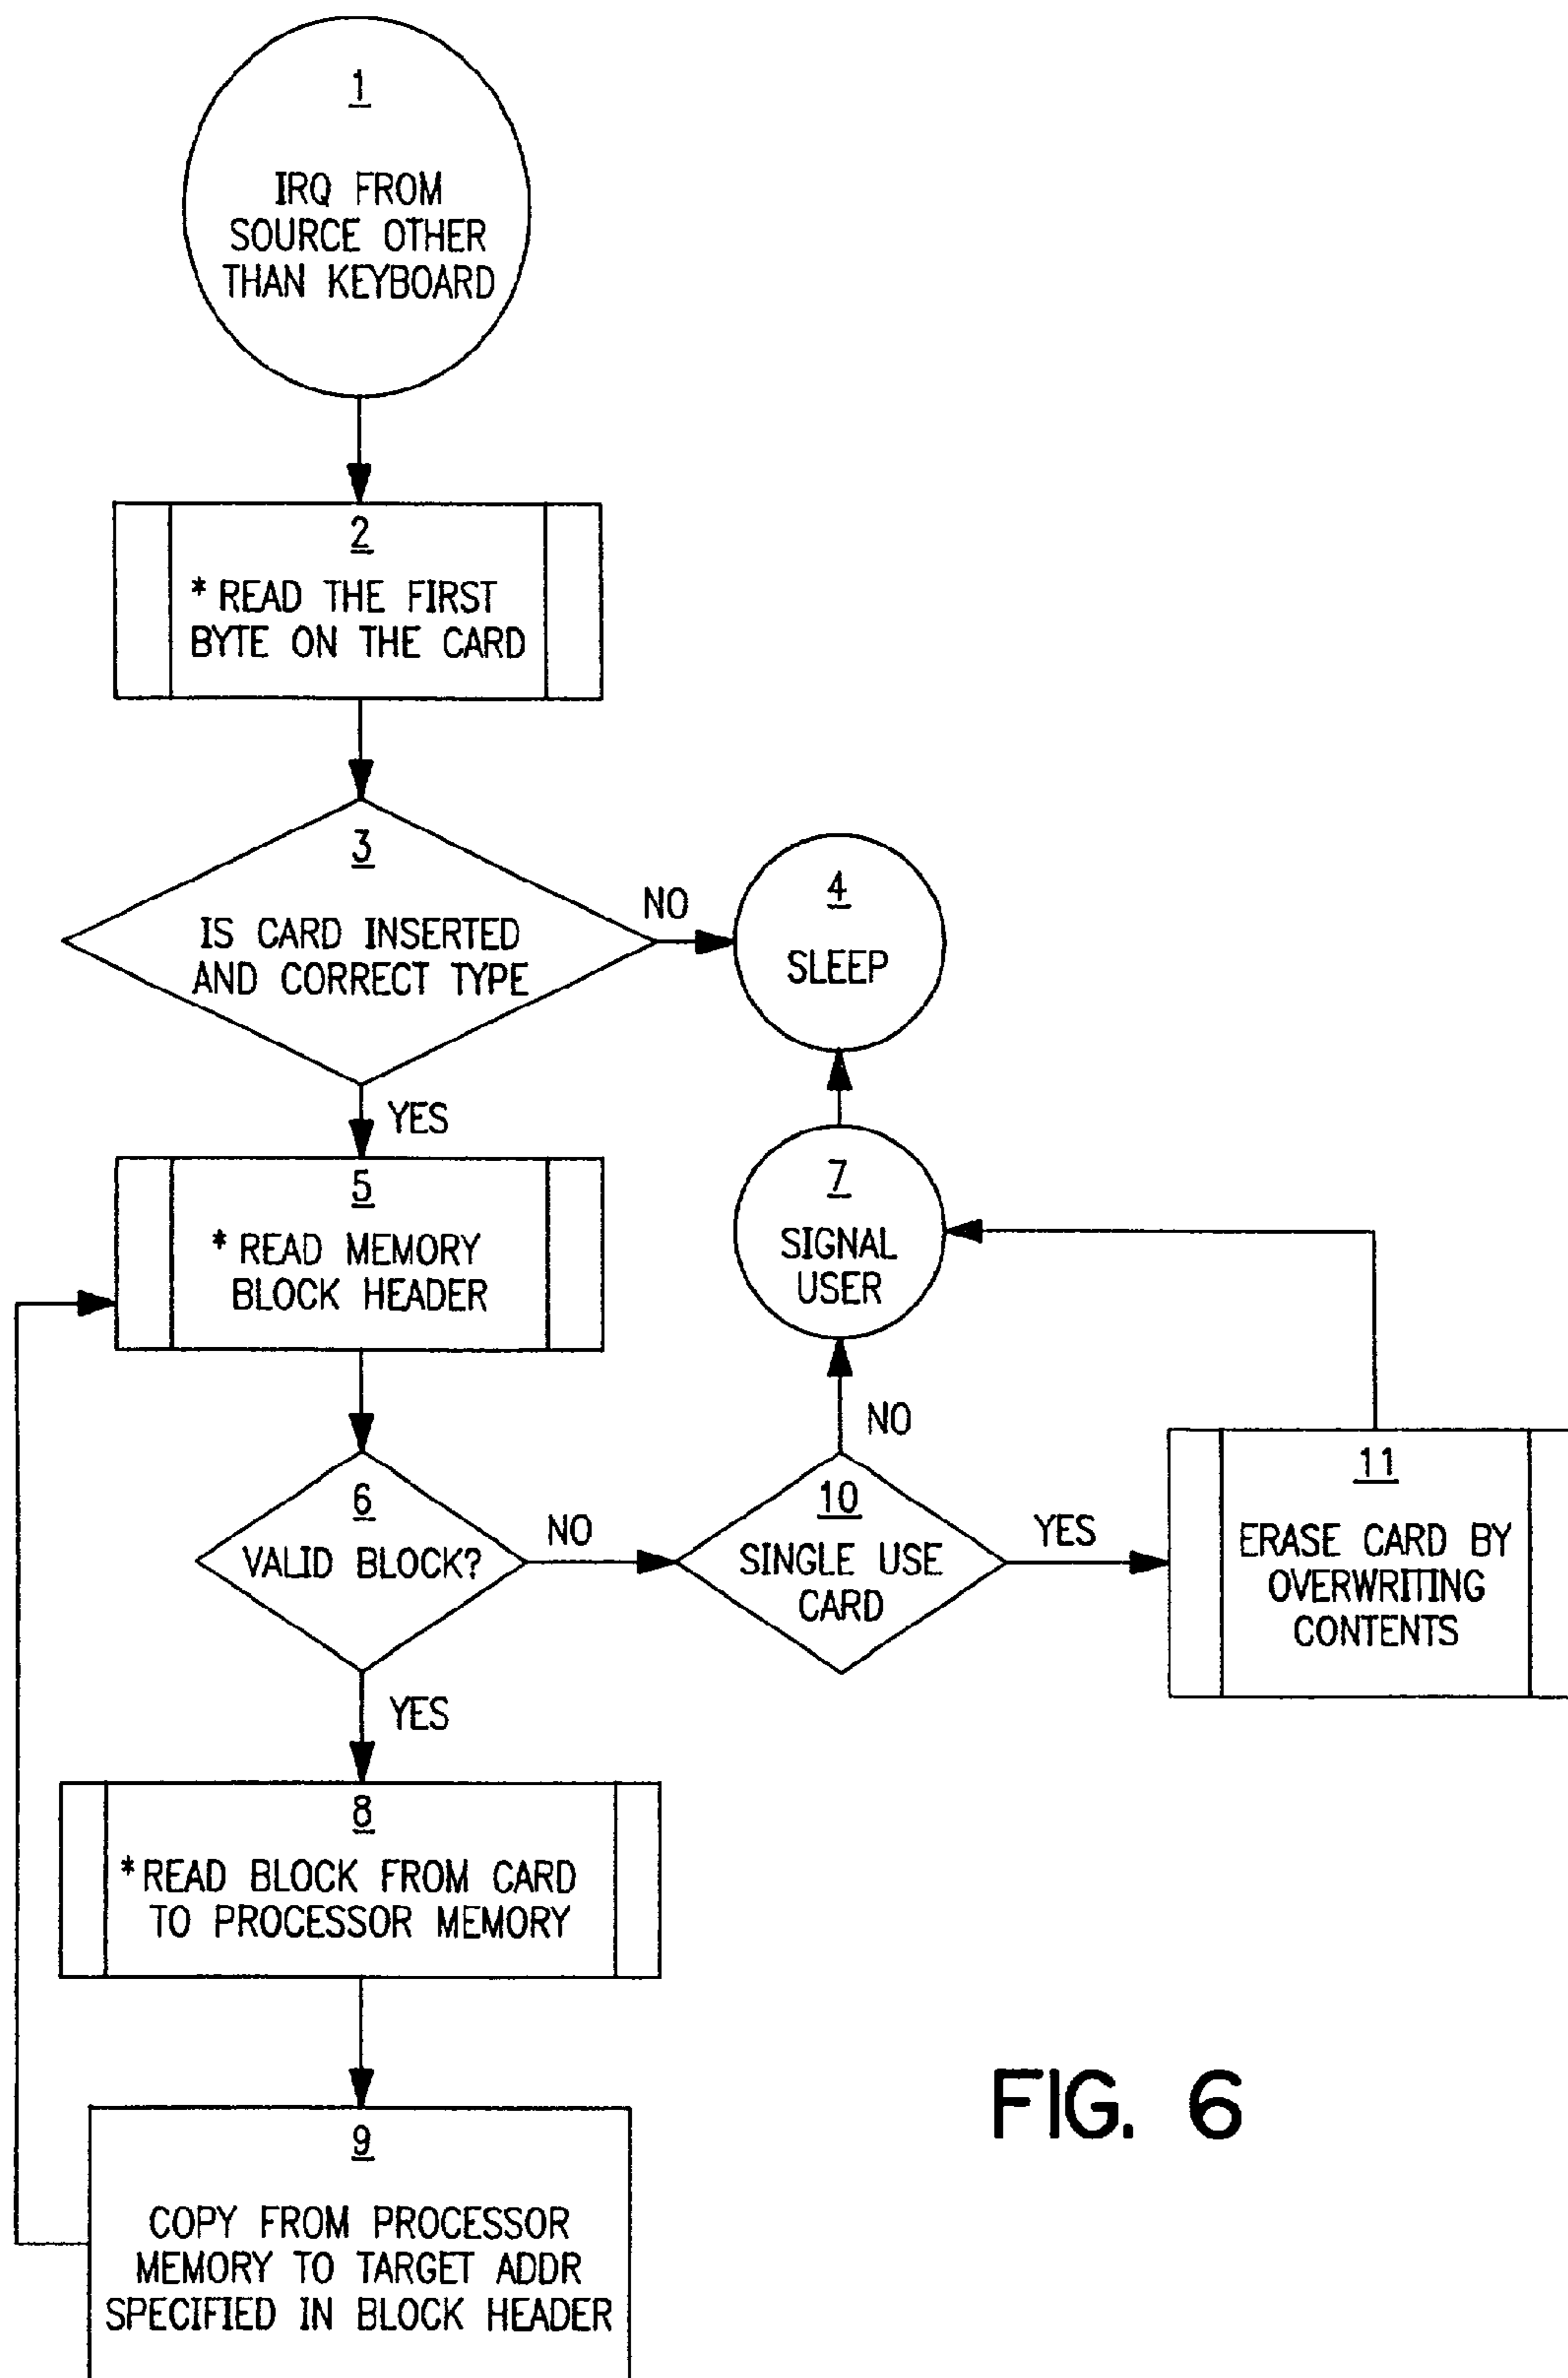 1
IRQ FROM
SOURCE OTHER
THAN KEYBOARD
2
*READ THE FIRST
BYTE ON THE CARD
3
IS CARD INSERTED
AND CORRECT TYPE
NO
4
SLEEP
YES
5
*READ MEMORY
BLOCK HEADER
7
SIGNAL
USER
NO
6
VALID BLOCK?
NO
10
SINGLE USE
CARD
YES
11
ERASE CARD BY
OVERWRITING
CONTENTS
YES
8
*READ BLOCK FROM CARD
TO PROCESSOR MEMORY
9
COPY FROM PROCESSOR
MEMORY TO TARGET ADDR
SPECIFIED IN BLOCK HEADER
FIG. 6